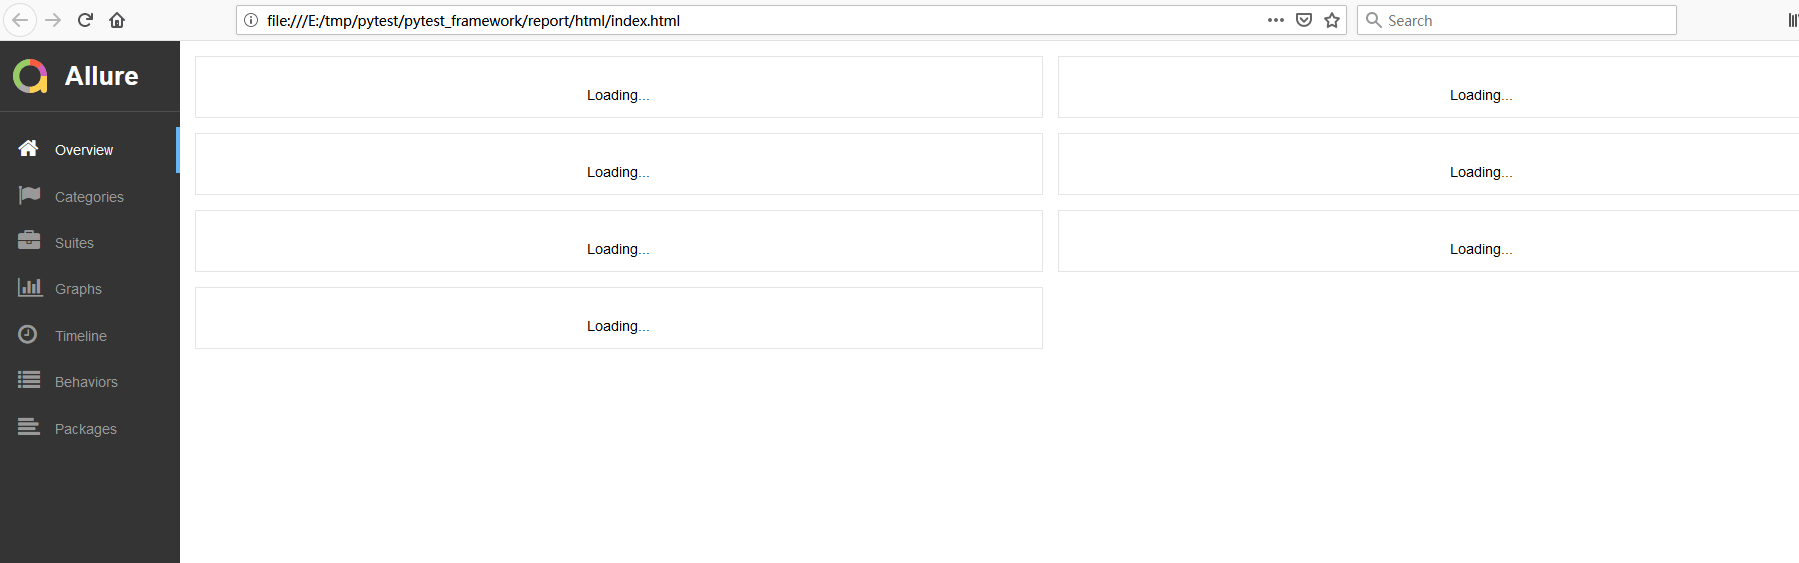 file:///E:/tmp/pytest/pytest_framework/report/html/index.html
Search
Allure
Overview
Categories
Suites
Graphs
Timeline
Behaviors
Packages
Loading...
Loading...
Loading...
Loading...
Loading...
Loading...
Loading...